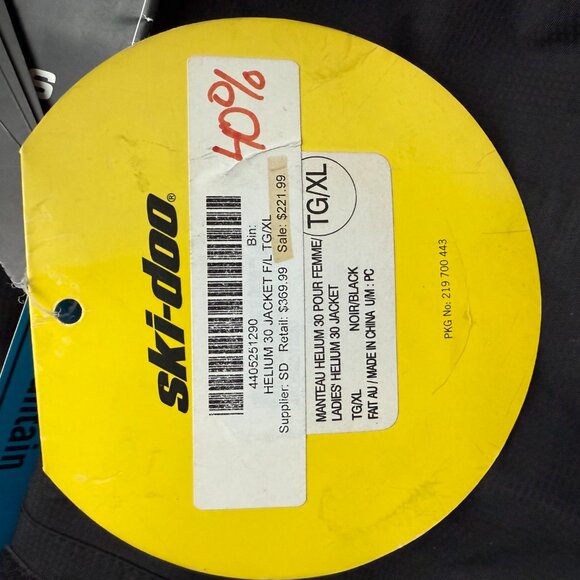 ski-doo®
40%
Bin:
4405251290
HELIUM 30 JACKET F/L TG/XL
Supplier: SD Retail: $369.99 Sale: $221.99
TG/XL
MANTEAU HELIUM 30 POUR FEMME/
LADIES' HELIUM 30 JACKET
TG/XL NOIR/BLACK
FAIT AU / MADE IN CHINA U/M : PC
PKG No: 219 700 443